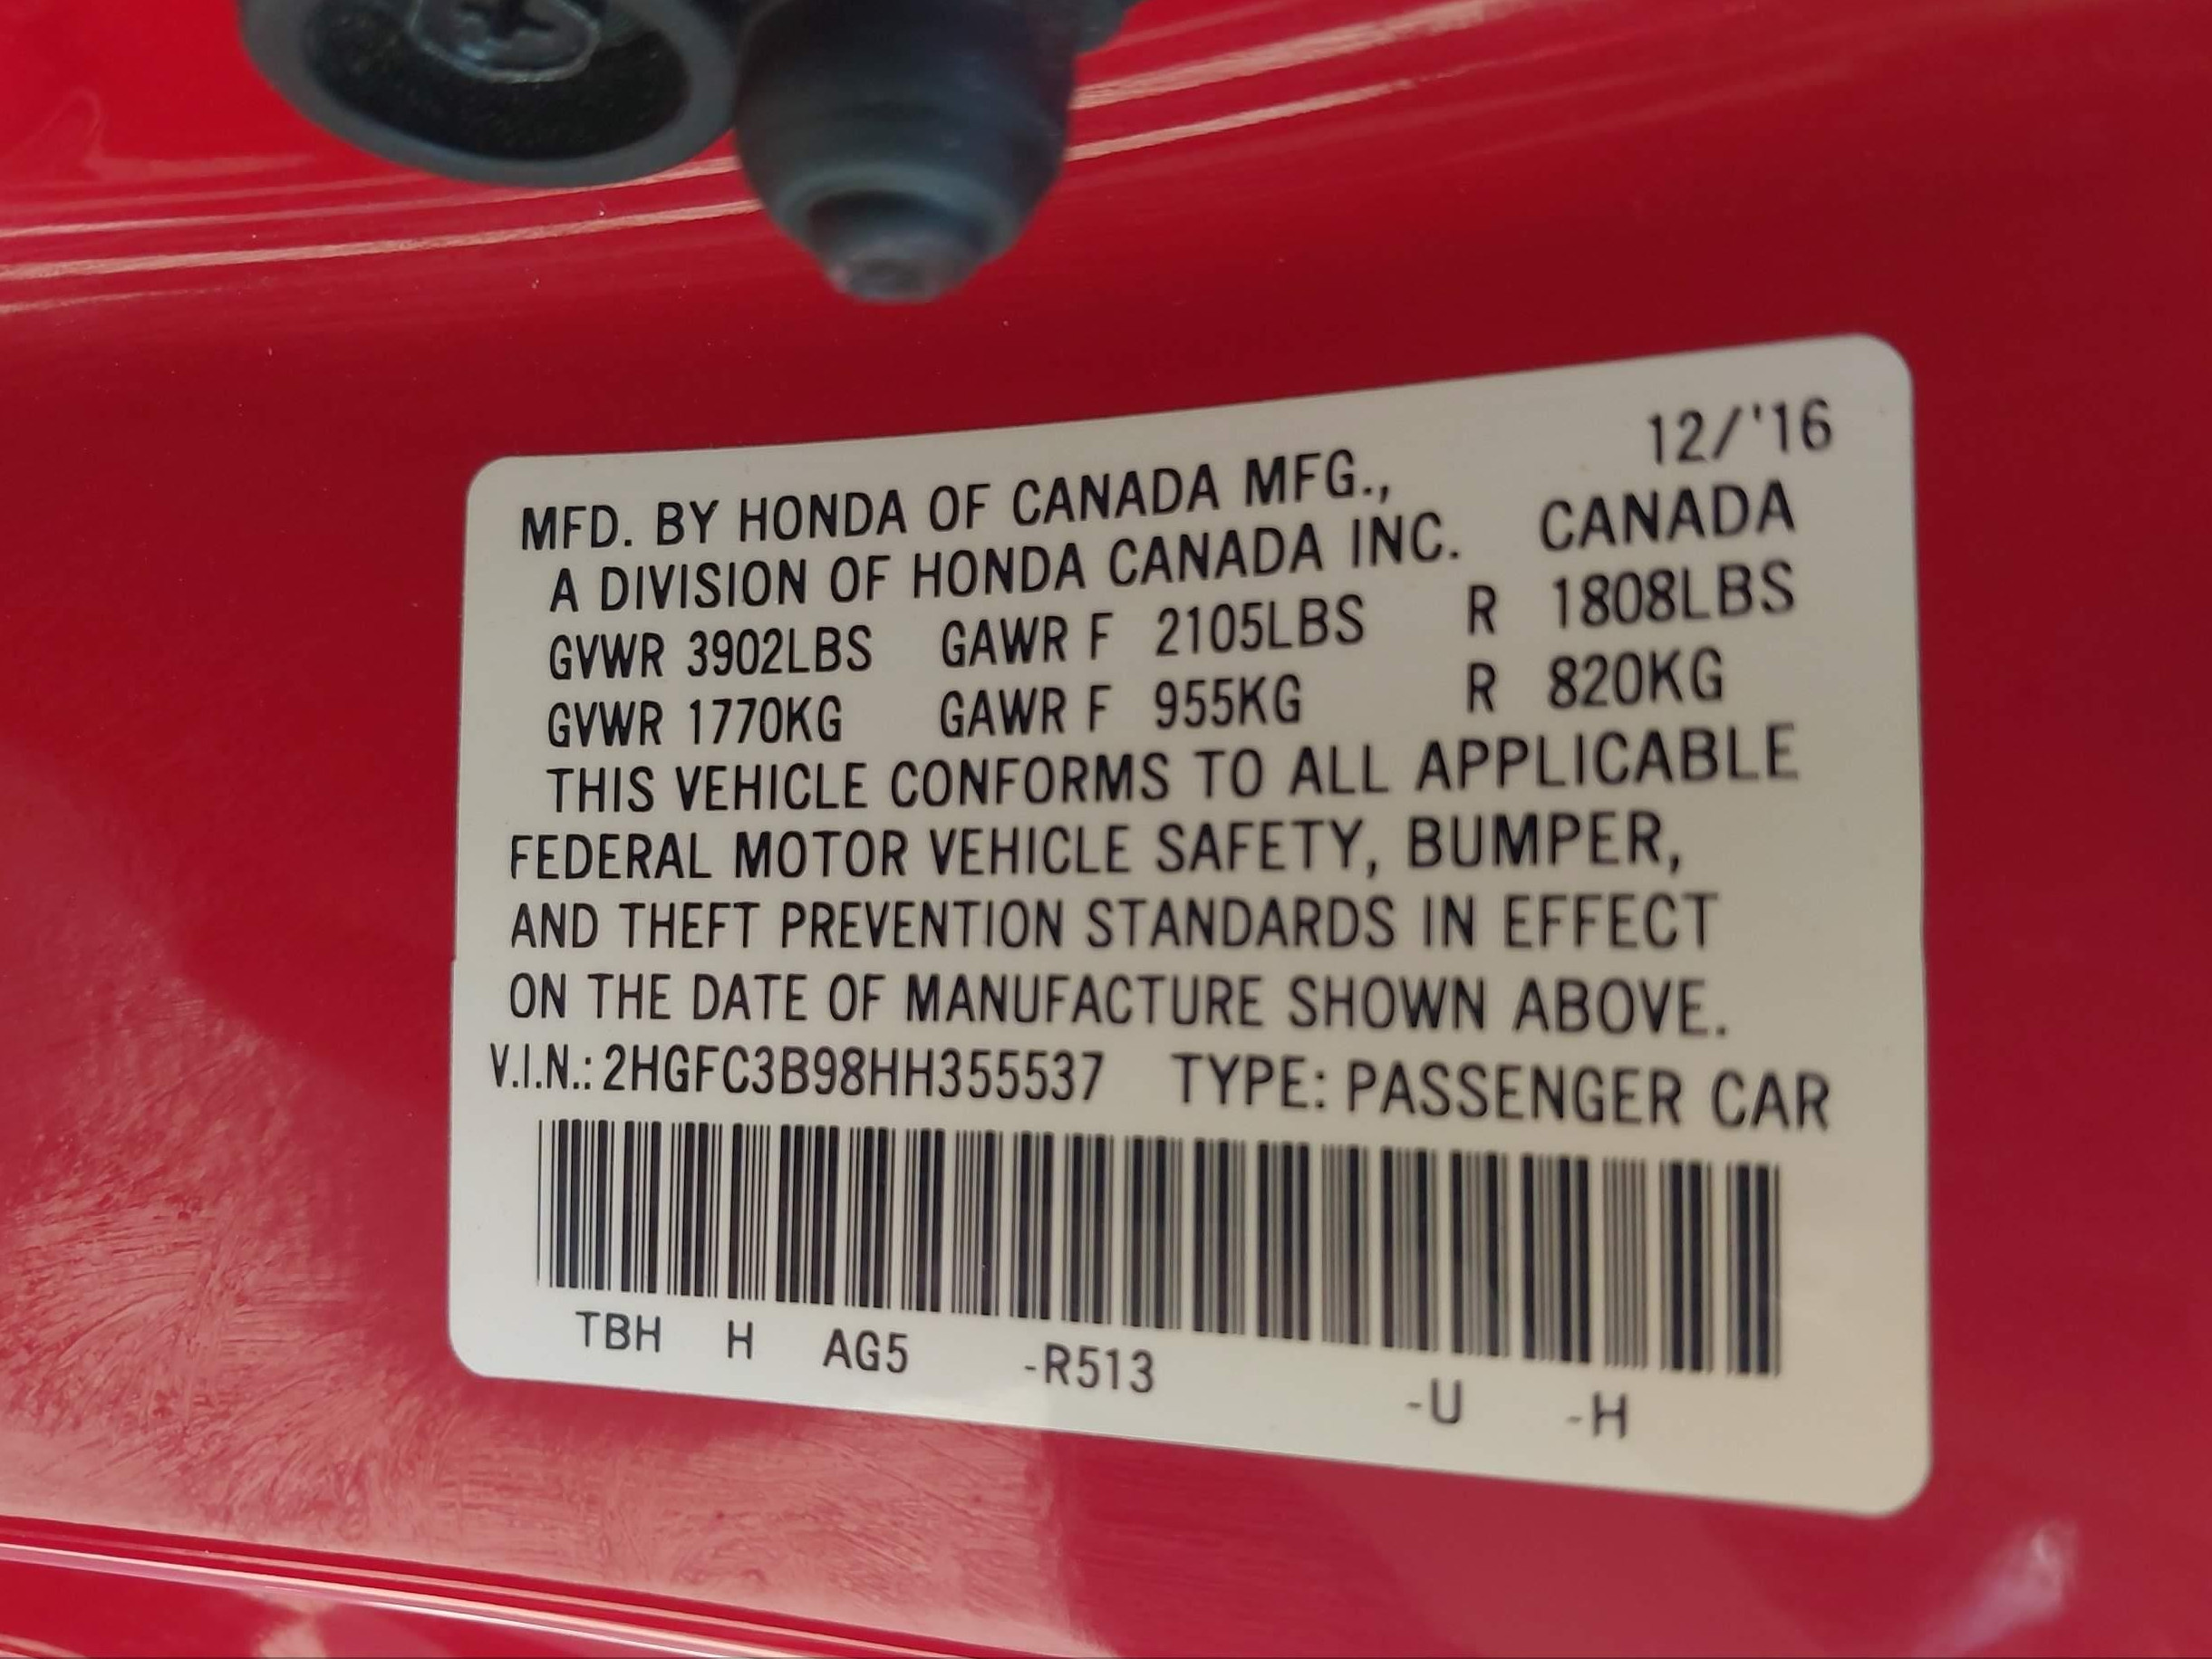 12/'16
MFD. BY HONDA OF CANADA MFG.,
A DIVISION OF HONDA CANADA INC. CANADA
GVWR 3902LBS GAWR F 2105LBS R 1808LBS
GVWR 1770KG GAWR F 955KG R 820KG
THIS VEHICLE CONFORMS TO ALL APPLICABLE
FEDERAL MOTOR VEHICLE SAFETY, BUMPER,
AND THEFT PREVENTION STANDARDS IN EFFECT
ON THE DATE OF MANUFACTURE SHOWN ABOVE.
V.I.N.: 2HGFC3B98HH355537 TYPE: PASSENGER CAR
TBH H AG5 -R513 -U -H